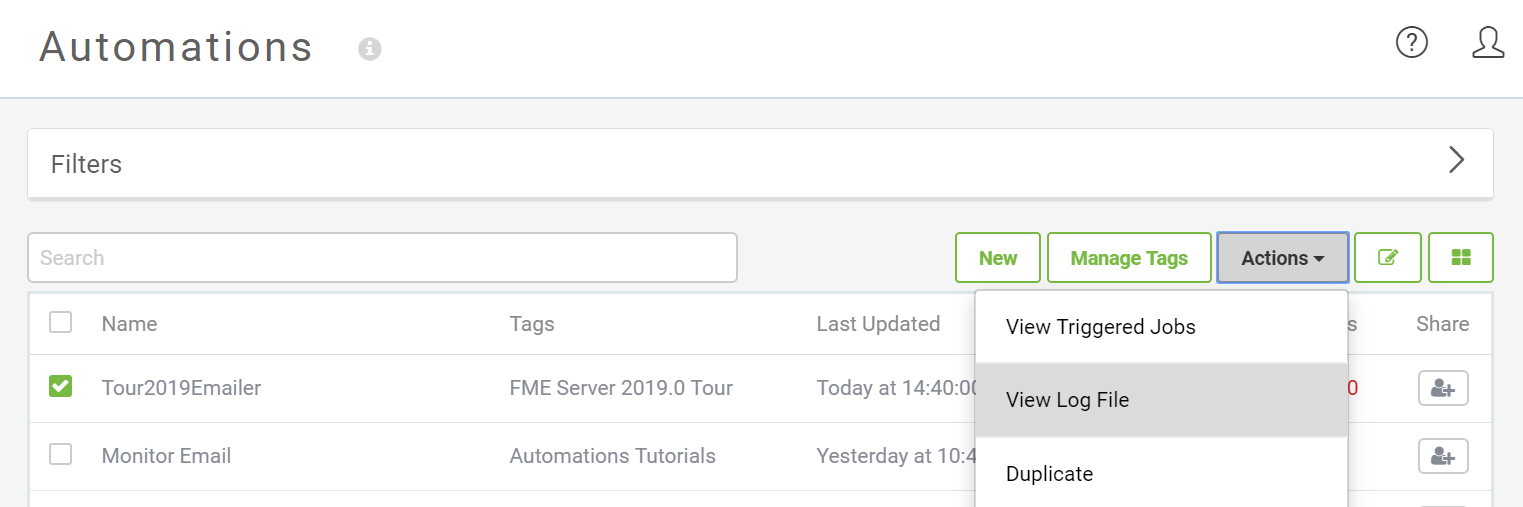 Automations
Filters
Search
New Manage Tags Actions
Name Tags Last Updated Share
View Triggered Jobs
Tour2019Emailer FME Server 2019.0 Tour Today at 14:40:00
View Log File
Monitor Email Automations Tutorials Yesterday at 10:4
Duplicate